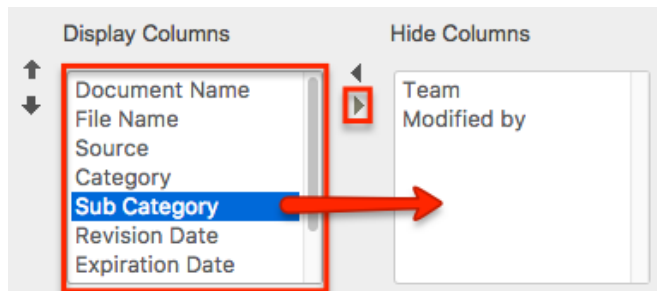 Display Columns
Hide Columns
Document Name
File Name
Source
Category
Sub Category
Revision Date
Expiration Date
Team
Modified by